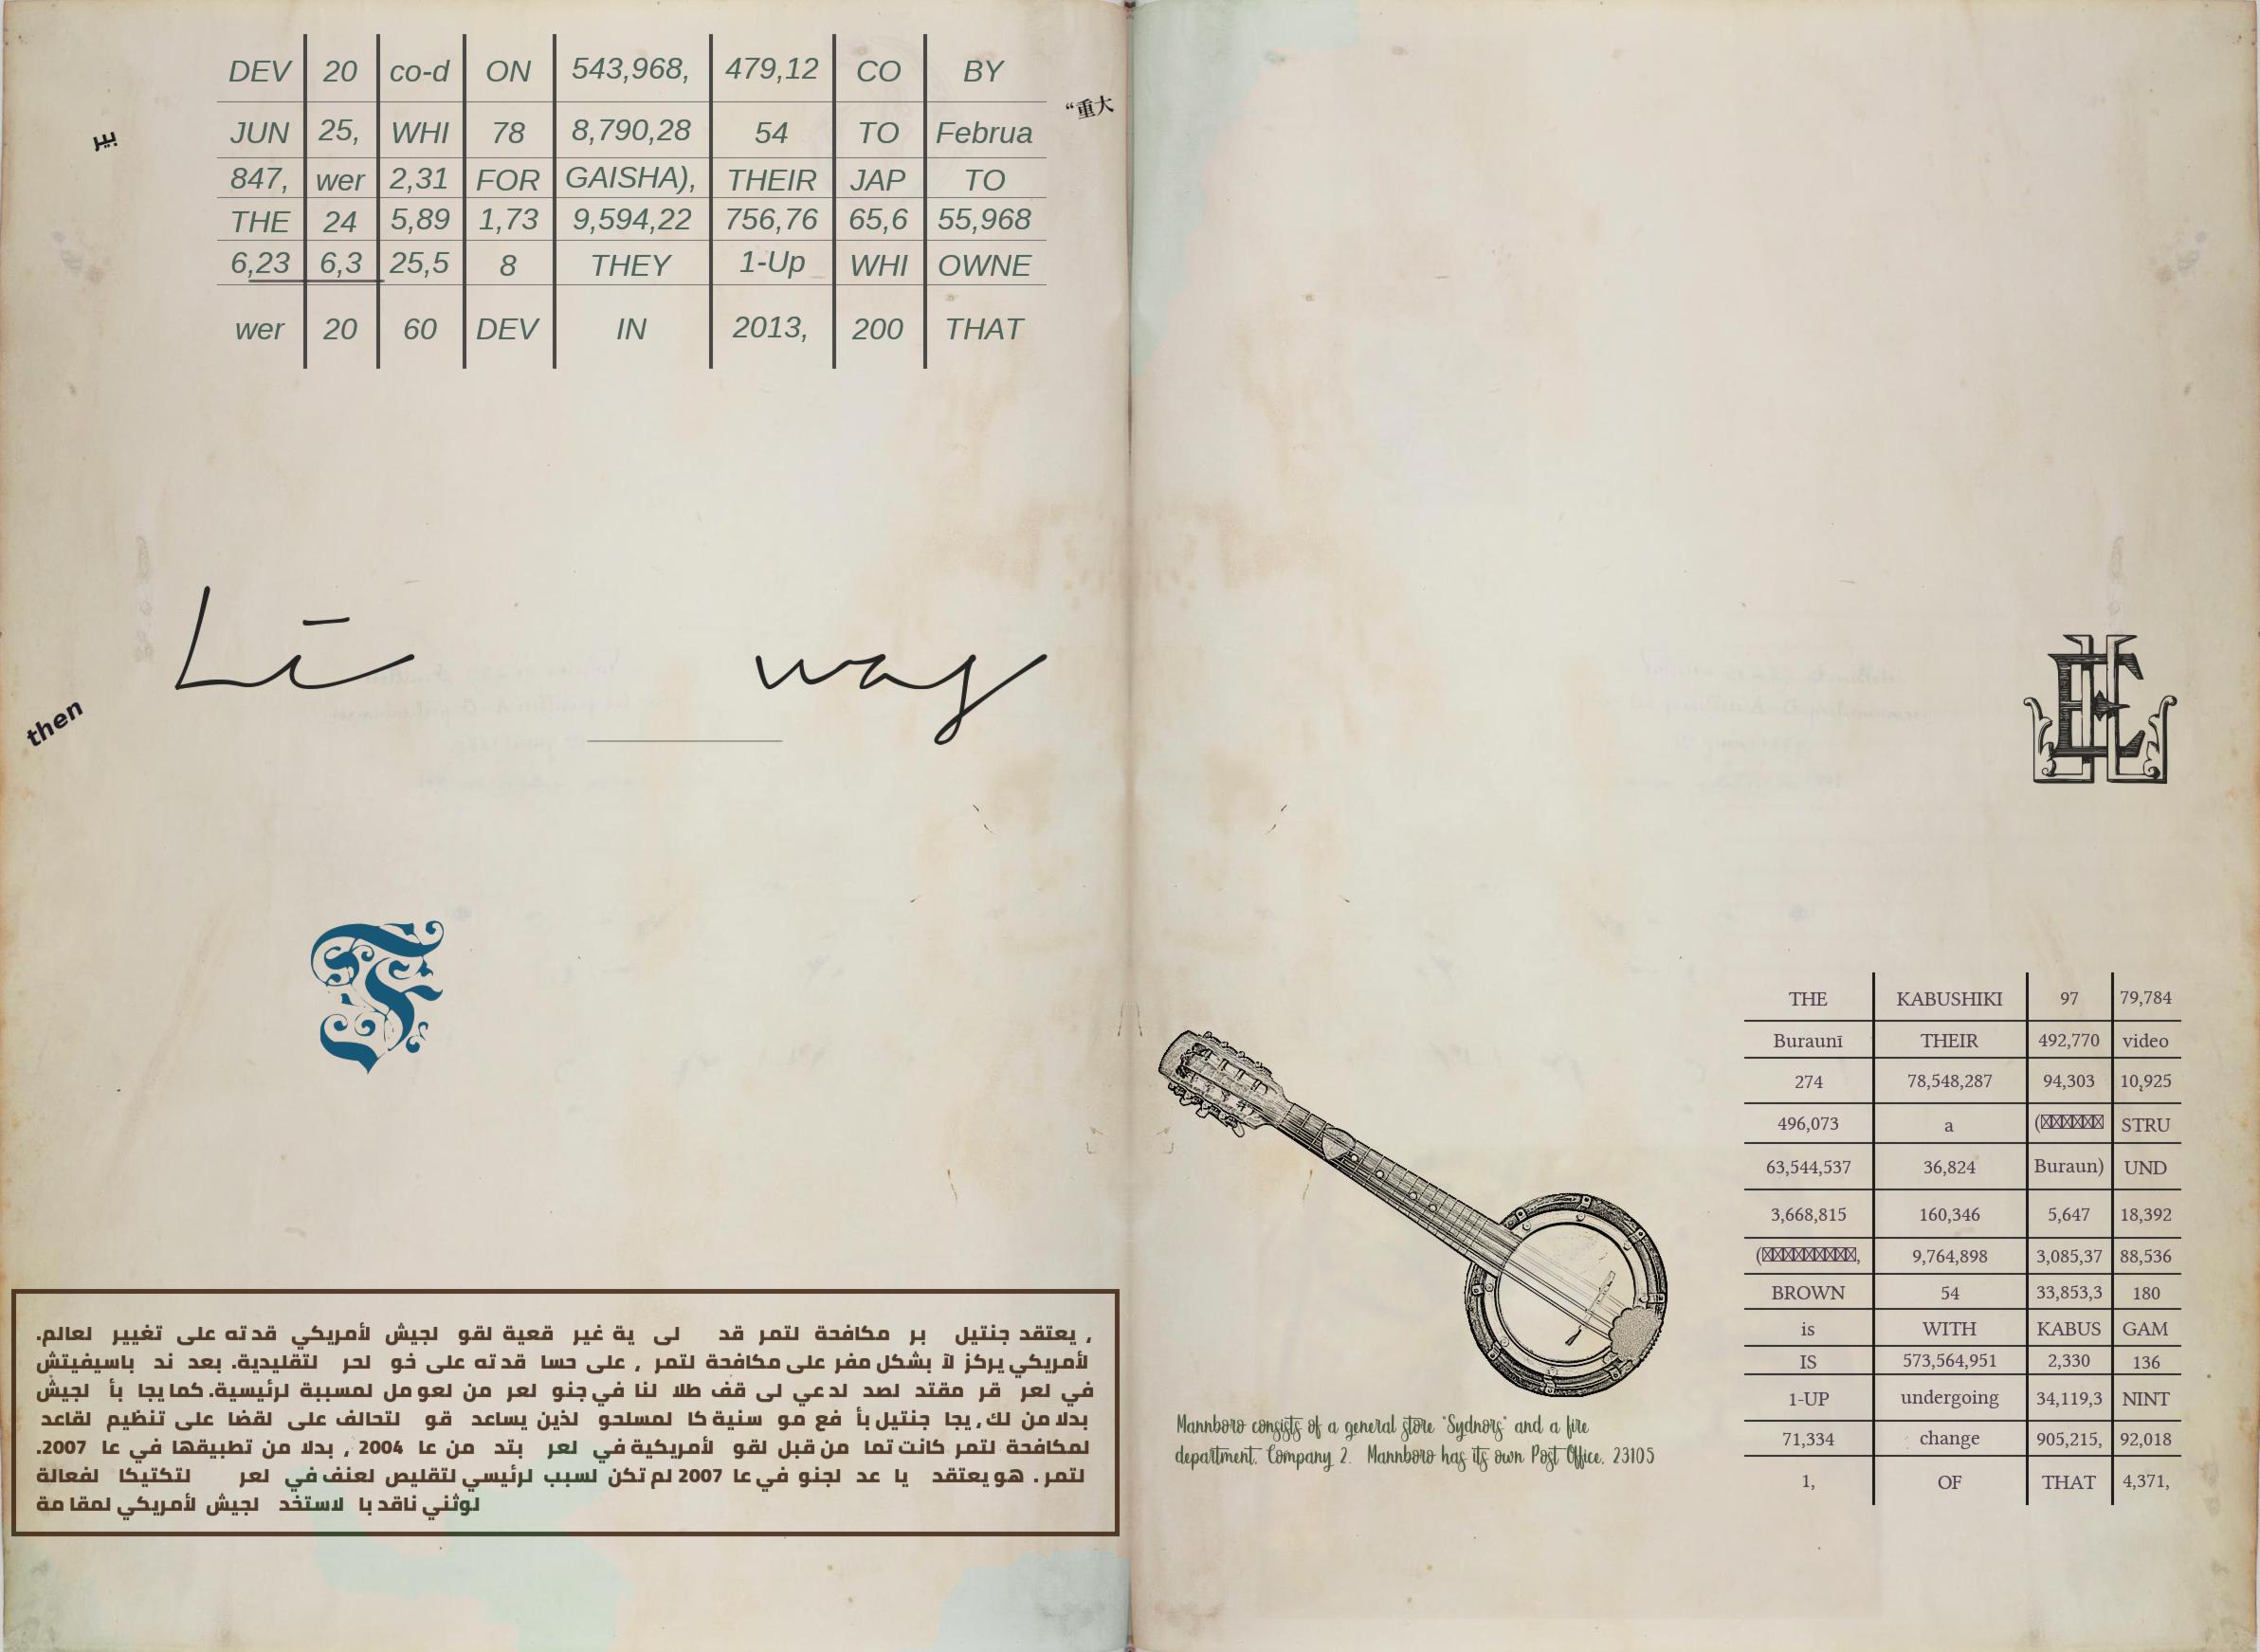 DEV 20 co-d ON 543,968, 479,12 CO BY
JUN 25, WHI 78 8,790,28 54 TO Februa
847, wer 2,31 FOR GAISHA), THEIR JAP TO
THE 24 5,89 1,73 9,594,22 756,76 65,6 55,968
6,23 6,3 25,5 8 THEY 1-Up WHI OWNE
wer 20 60 DEV IN 2013, 200 THAT
“重大
بير
Lī way
then
، يعتقد جنتيل بر مكافحة لتمر قد لى ية غير قعية لقو لجيش لأمريكي قدته على تغيير لعالم.
لأمريكي يركز لآ بشكل مفر على مكافحة لتمر ، على حسا قدته على خو لحر لتقليدية. بعد ند باسيفيتش
في لعر قر مقتد لصد لدعي لى قف طلا لنا في جنو لعر من لعومل لمسببة لرئيسية. كما يجا بأ لجيش
بدلا من لك، يجا جنتيل بأ فع مو سنية كا لمسلحو لذين يساعد قو لتحالف على لقضا على تنظيم لقاعد
لمكافحة لتمر كانت تما من قبل لقو لأمريكية في لعر بتد من عا 2004 ، بدلا من تطبيقها في عا 2007.
لتمر . هو يعتقد يا عد لجنو في عا 2007 لم تكن لسبب لرئيسي لتقليص لعنف في لعر لتكتيكا لفعالة
لوثني ناقد با لاستخد لجيش لأمريكي لمقا مة
Mannboro consists of a general store "Sydnors" and a fire
department, Company 2. Mannboro has its own Post Office, 23105
THE KABUSHIKI 97 79,784
Burauni THEIR 492,770 video
274 78,548,287 94,303 10,925
496,073 a ( STRU
63,544,537 36,824 Buraun) UND
3,668,815 160,346 5,647 18,392
( , 9,764,898 3,085,37 88,536
BROWN 54 33,853,3 180
is WITH KABUS GAM
IS 573,564,951 2,330 136
1-UP undergoing 34,119,3 NINT
71,334 change 905,215, 92,018
1, OF THAT 4,371,